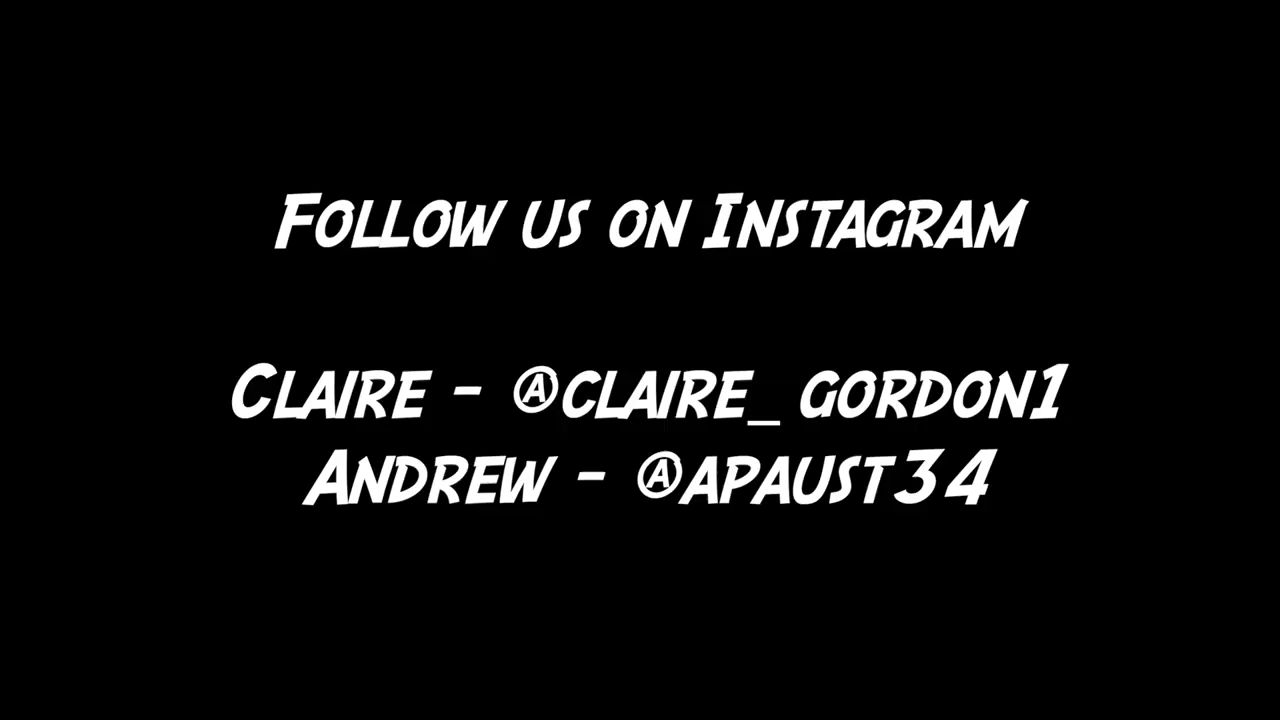 Follow us on Instagram
Claire - @claire_gordon1
Andrew - @apaust34